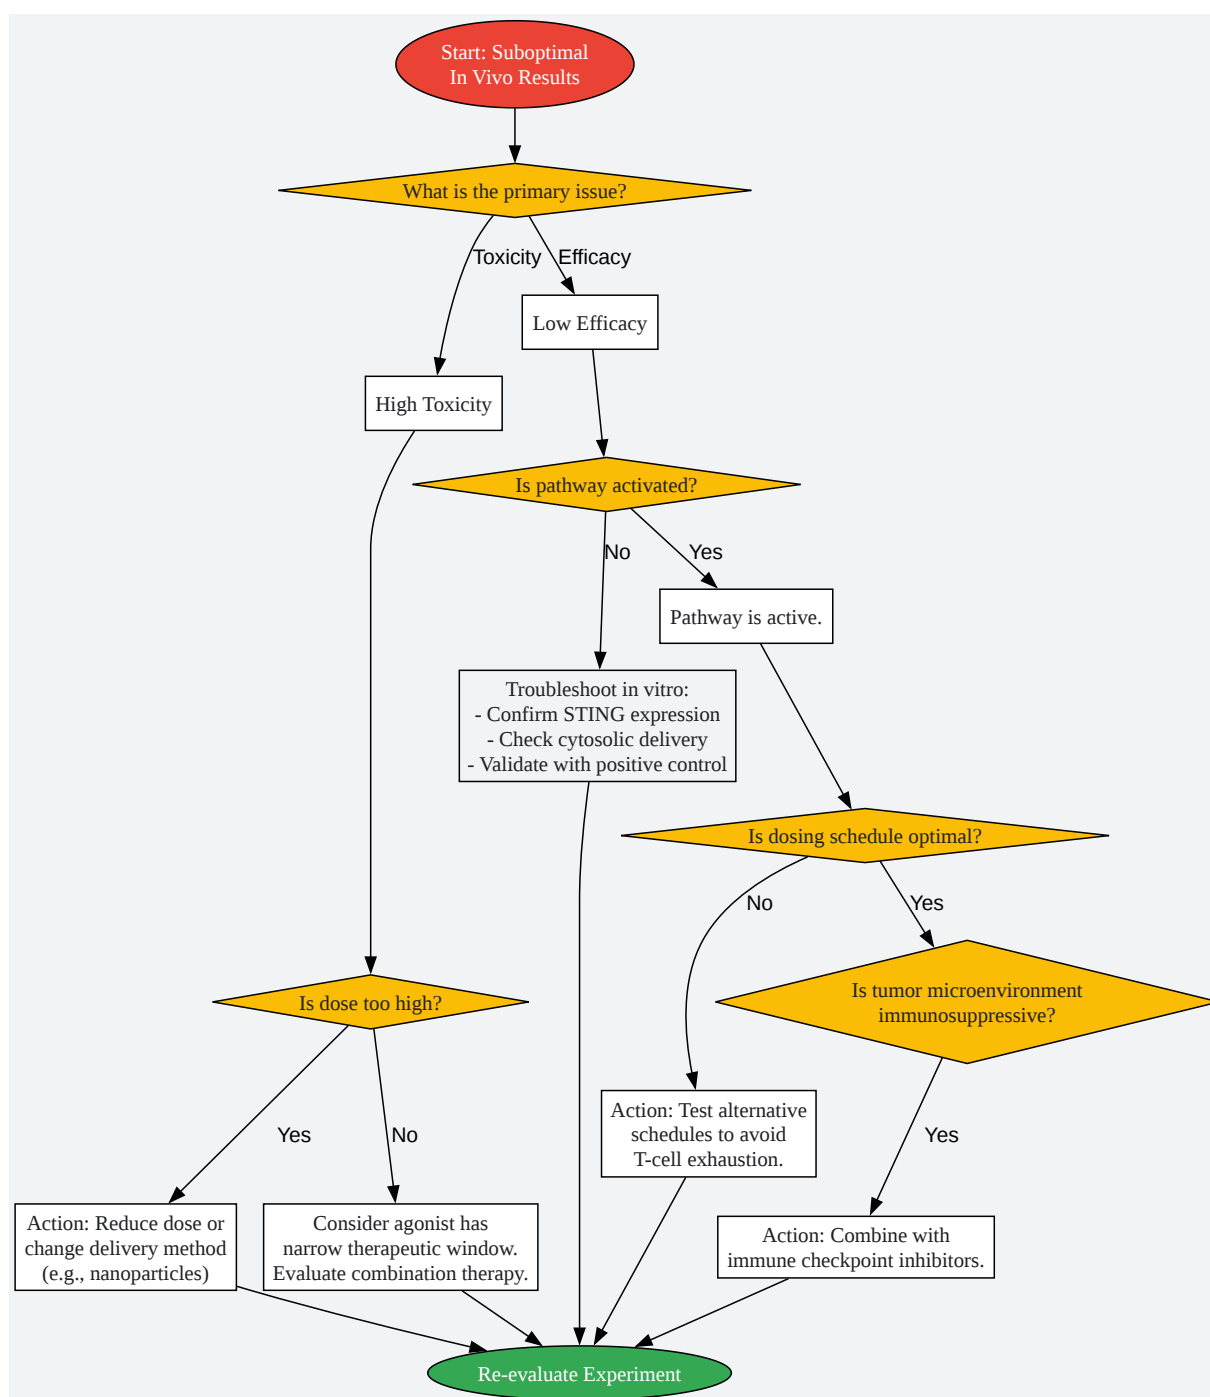 Start: Suboptimal
In Vivo Results
What is the primary issue?
Toxicity
Efficacy
Low Efficacy
High Toxicity
Is pathway activated?
No
Yes
Pathway is active.
Troubleshoot in vitro:
- Confirm STING expression
- Check cytosolic delivery
- Validate with positive control
Is dosing schedule optimal?
No
Yes
Is dose too high?
Is tumor microenvironment
immunosuppressive?
Yes
No
Action: Test alternative
schedules to avoid
T-cell exhaustion.
Yes
Action: Reduce dose or
change delivery method
(e.g., nanoparticles)
Consider agonist has
narrow therapeutic window.
Evaluate combination therapy.
Action: Combine with
immune checkpoint inhibitors.
Re-evaluate Experiment